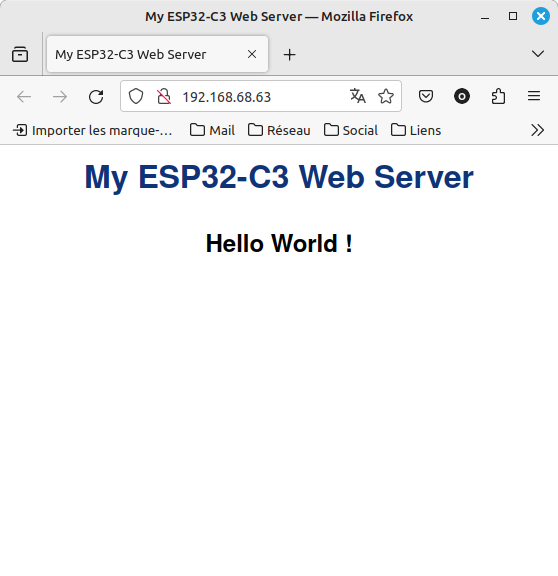 My ESP32-C3 Web Server — Mozilla Firefox
My ESP32-C3 Web Server
192.168.68.63
Importer les marque-… Mail Réseau Social Liens
My ESP32-C3 Web Server
Hello World !